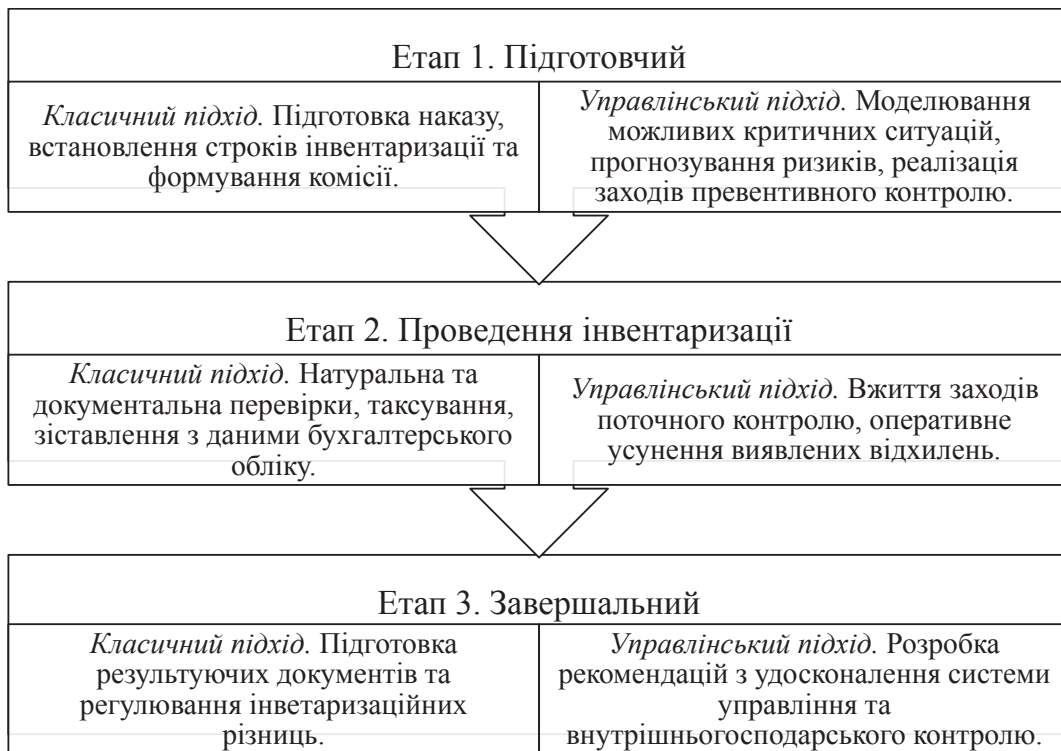 Етап 1. Підготовчий
Класичний підхід. Підготовка наказу,
встановлення строків інвентаризації та
формування комісії.
Управлінський підхід. Моделювання
можливих критичних ситуацій,
прогнозування ризиків, реалізація
заходів превентивного контролю.
Етап 2. Проведення інвентаризації
Класичний підхід. Натуральна та
документальна перевірки, таксування,
зіставлення з даними бухгалтерського
обліку.
Управлінський підхід. Вжиття заходів
поточного контролю, оперативне
усунення виявлених відхилень.
Етап 3. Завершальний
Класичний підхід. Підготовка
результуючих документів та
регулювання інветаризаційних
різниць.
Управлінський підхід. Розробка
рекомендацій з удосконалення системи
управління та
внутрішньогосподарського контролю.